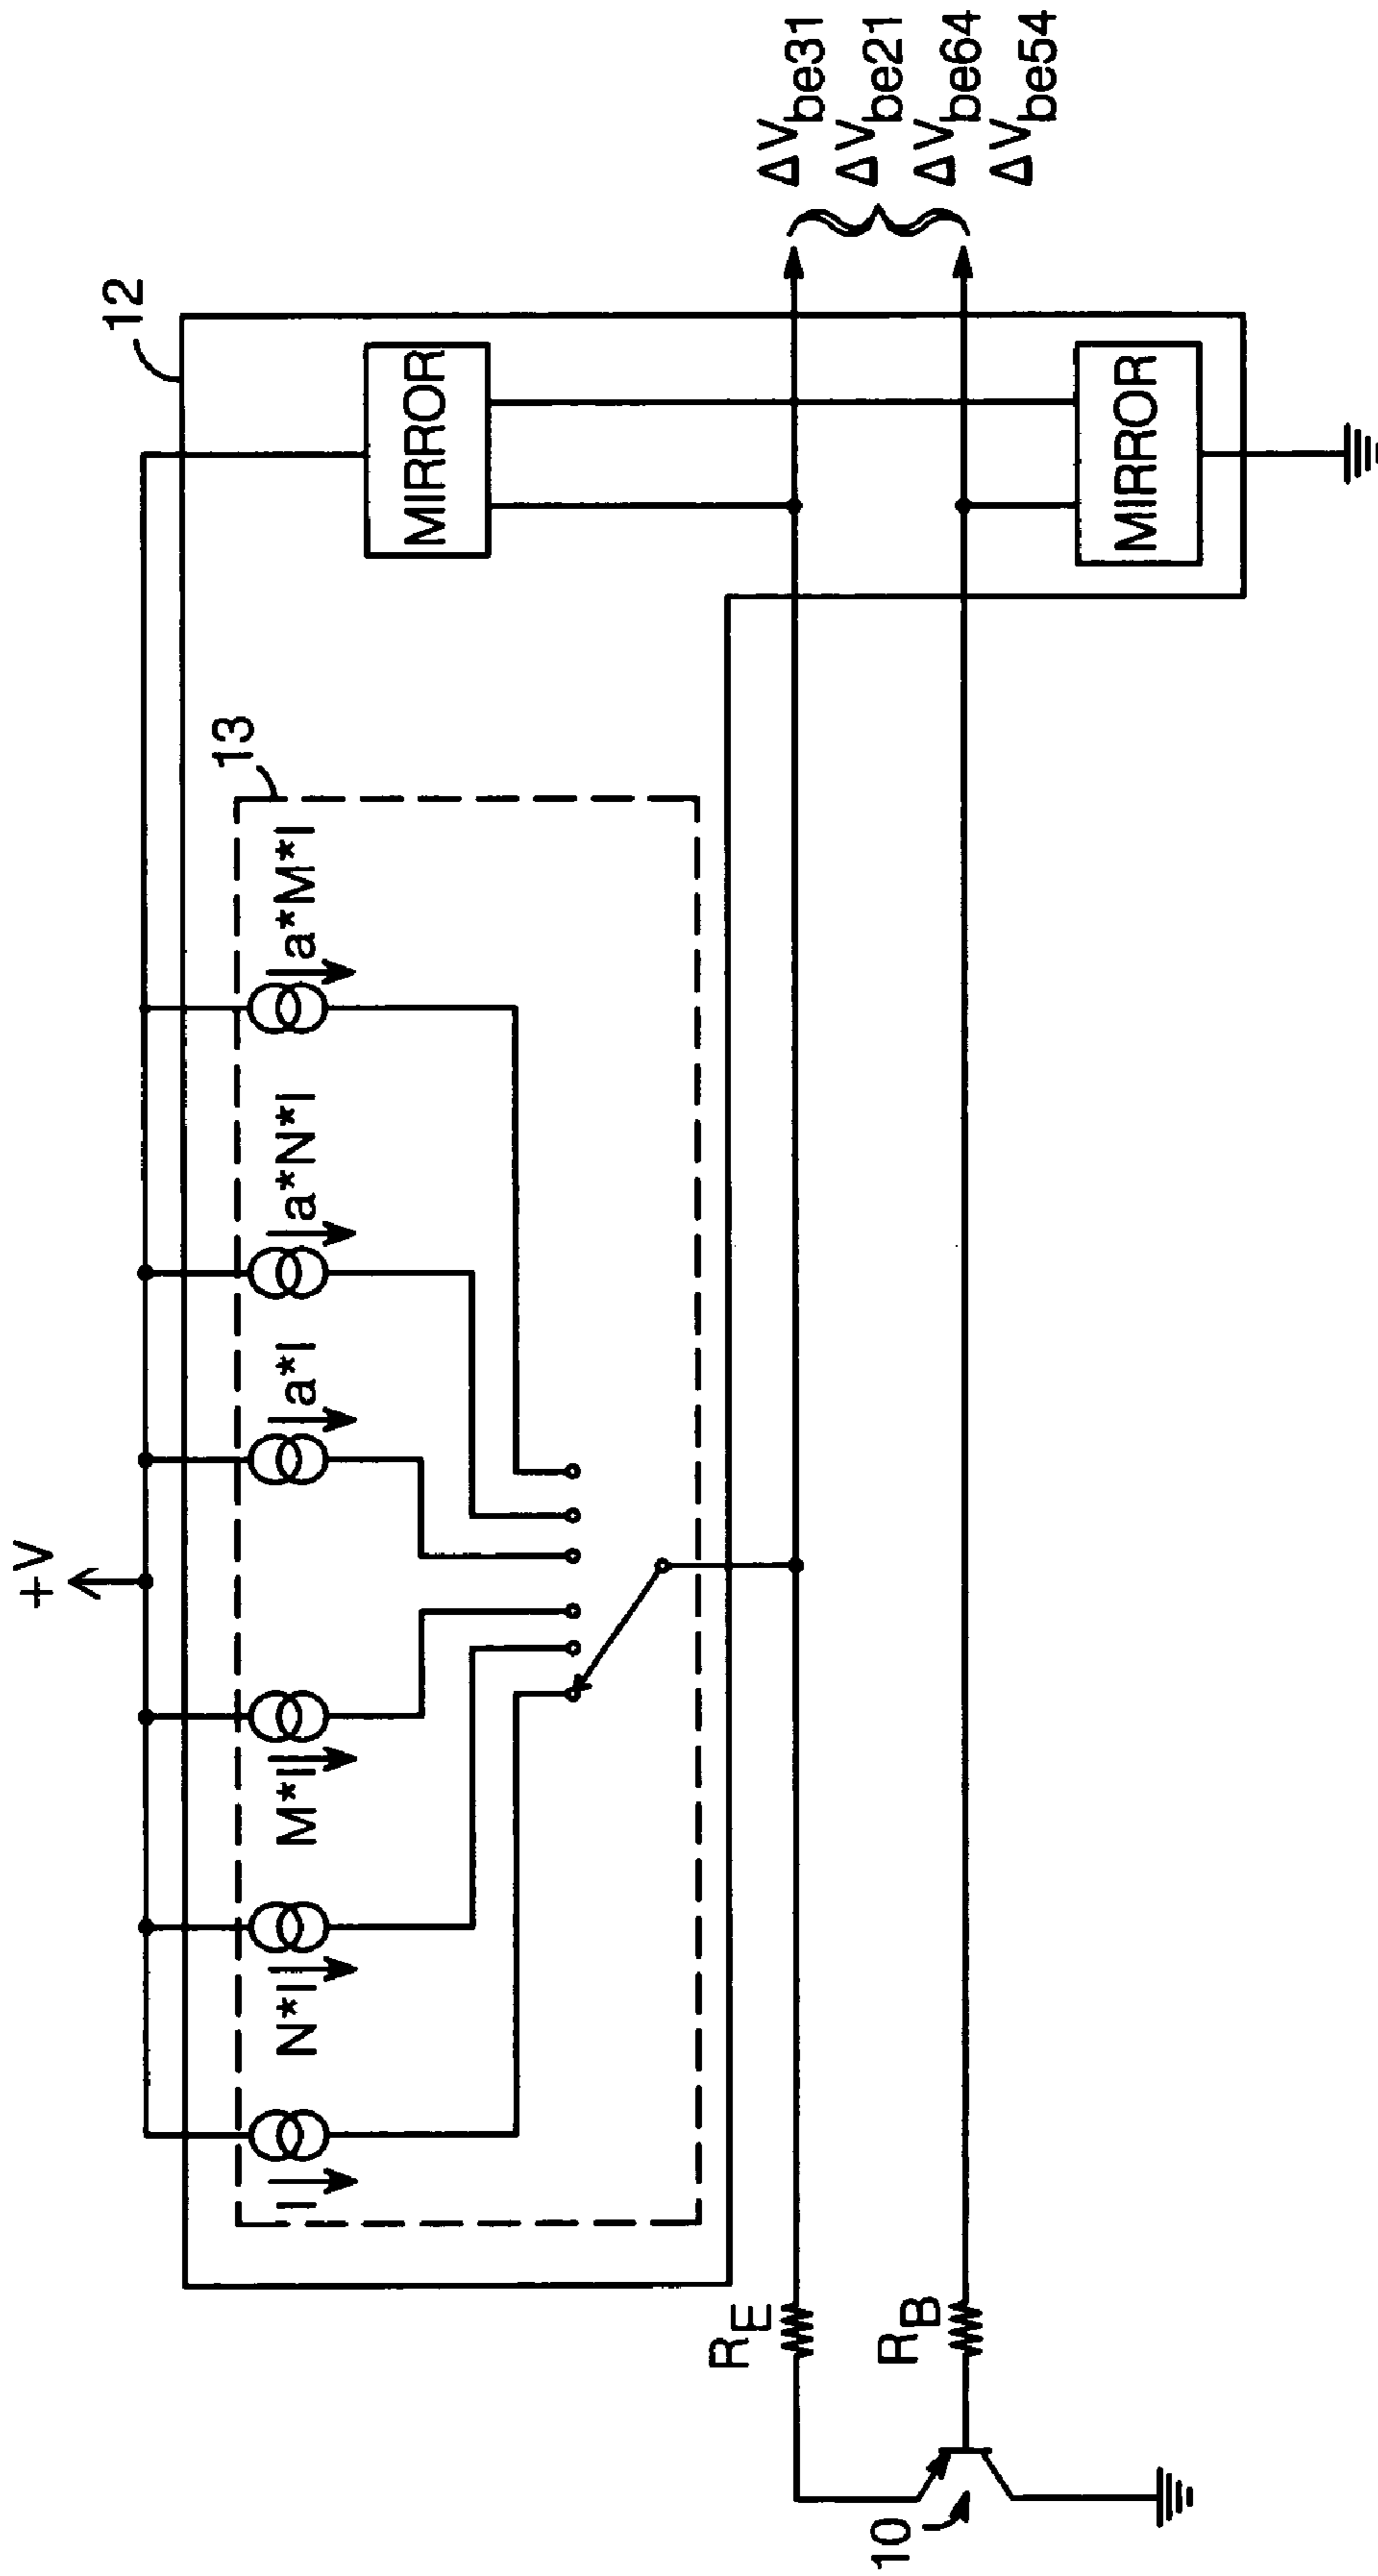 +V
12
13
I
N*I
M*I
a*I
a*N*I
a*M*I
MIRROR
MIRROR
ΔVbe31
ΔVbe21
ΔVbe64
ΔVbe54
RE
RB
10